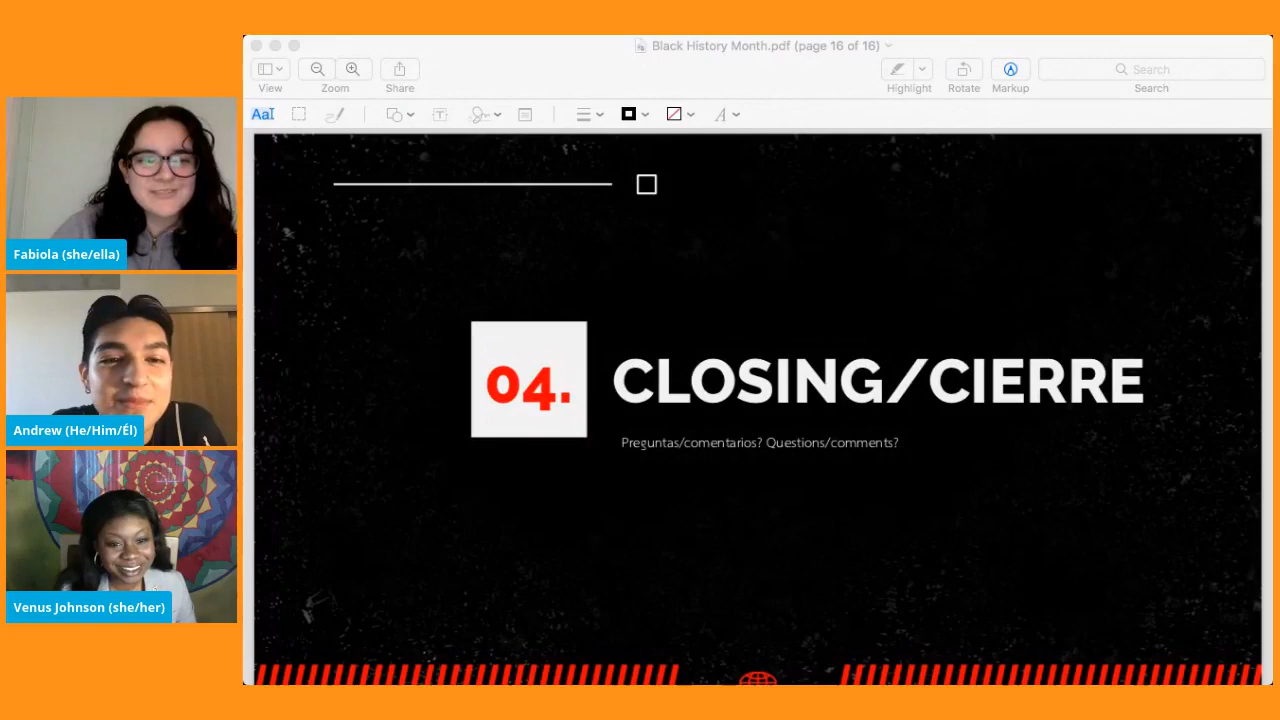 Black History Month.pdf (page 16 of 16)
View
Zoom
Share
Highlight
Rotate
Markup
Search
Search
AaI
T
A
Fabiola (she/ella)
Andrew (He/Him/Él)
Venus Johnson (she/her)
04.
CLOSING/CIERRE
Preguntas/comentarios? Questions/comments?